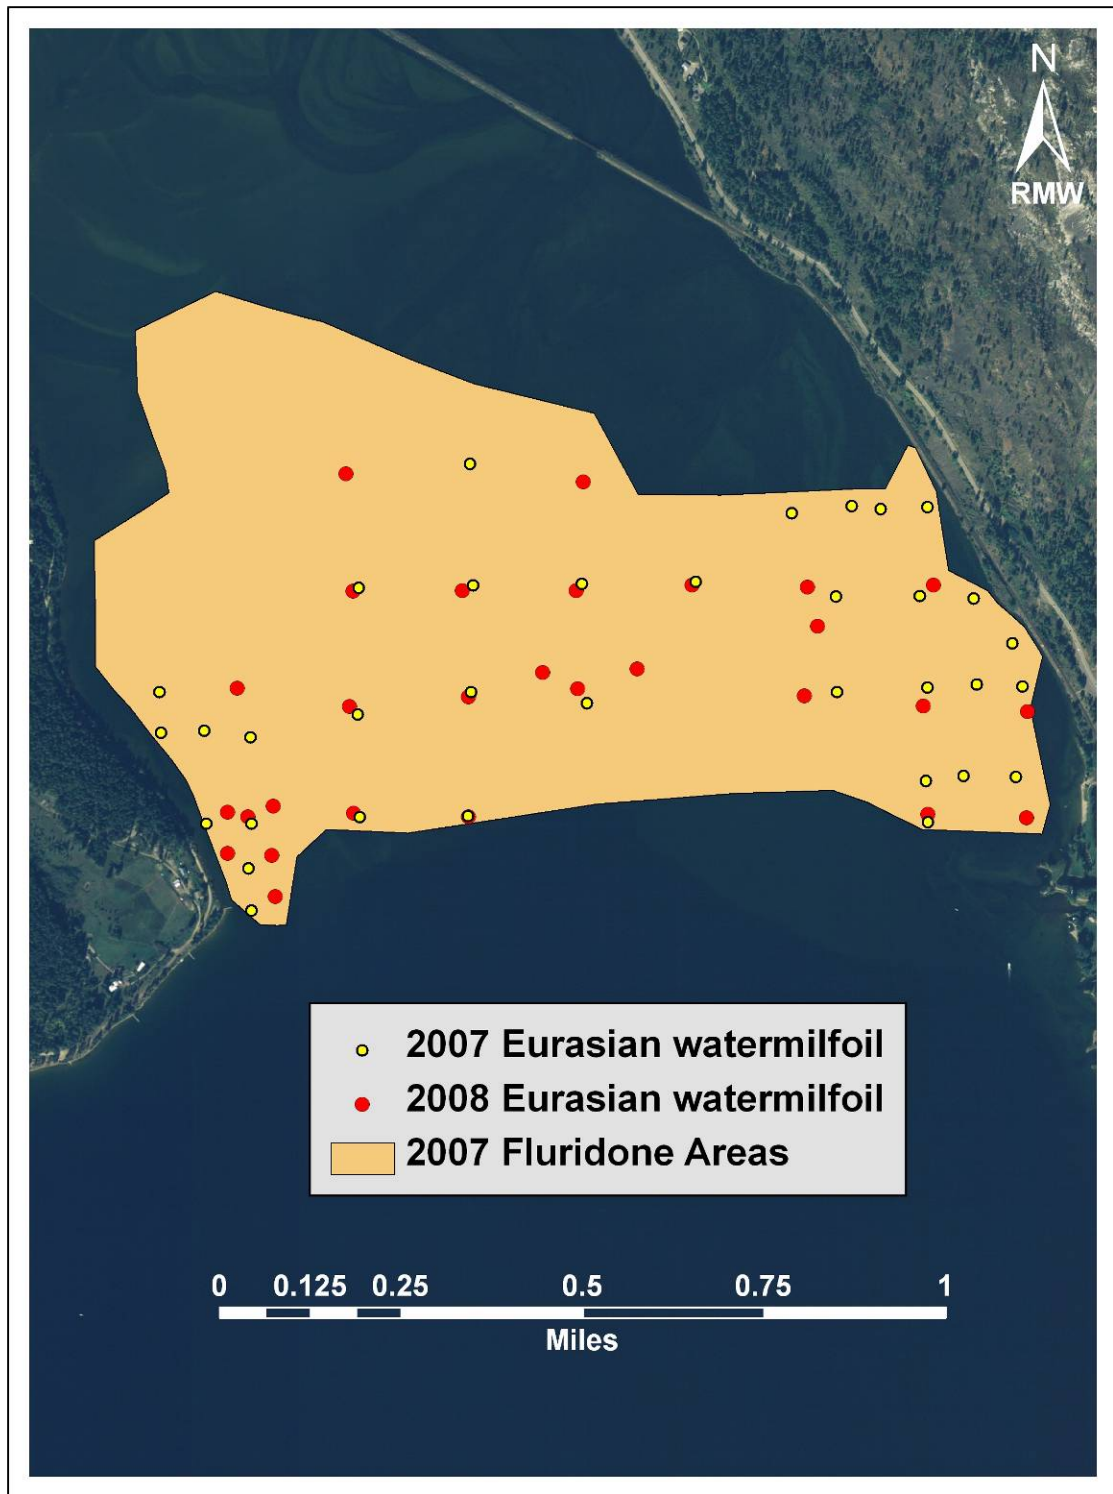 N
RMW
2007 Eurasian watermilfoil
2008 Eurasian watermilfoil
2007 Fluridone Areas
0 0.125 0.25 0.5 0.75 1
Miles